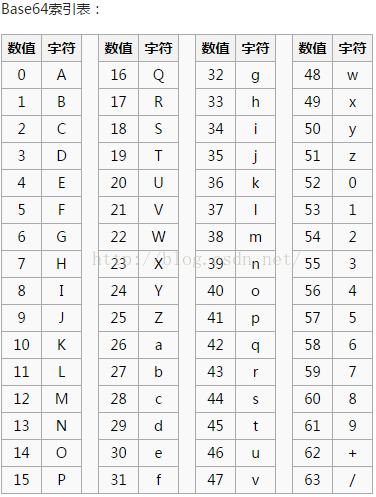 Base64索引表：
数值 字符 数值 字符 数值 字符 数值 字符
0 A 16 Q 32 g 48 w
1 B 17 R 33 h 49 x
2 C 18 S 34 i 50 y
3 D 19 T 35 j 51 z
4 E 20 U 36 k 52 0
5 F 21 V 37 l 53 1
6 G 22 W 38 m 54 2
7 H 23 X 39 n 55 3
8 I 24 Y 40 o 56 4
9 J 25 Z 41 p 57 5
10 K 26 a 42 q 58 6
11 L 27 b 43 r 59 7
12 M 28 c 44 s 60 8
13 N 29 d 45 t 61 9
14 O 30 e 46 u 62 +
15 P 31 f 47 v 63 /
http://blog.csdn.net/